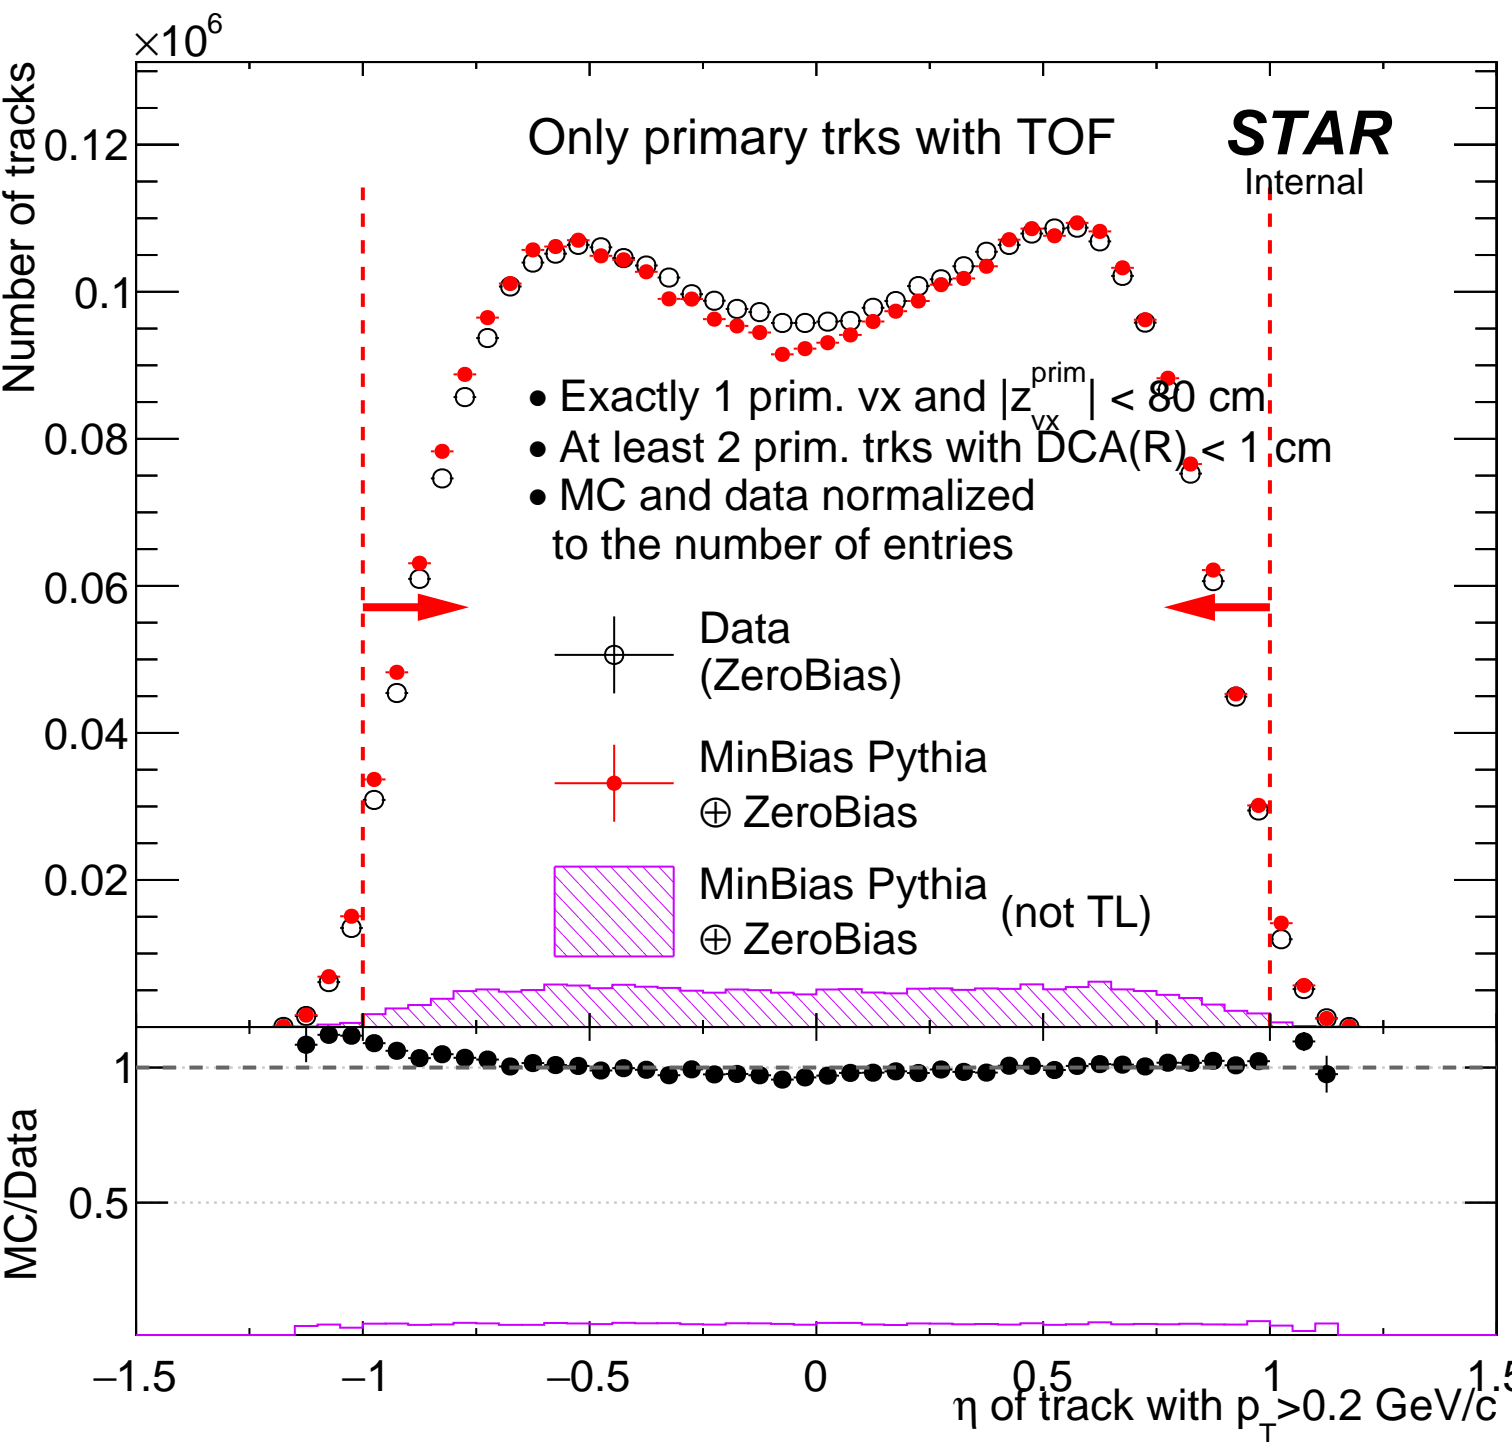 ×10⁶
Number of tracks
0.12
0.1
0.08
0.06
0.04
0.02
Only primary trks with TOF
STAR
Internal
• Exactly 1 prim. vx and |z_vx^prim| < 80 cm
• At least 2 prim. trks with DCA(R) < 1 cm
• MC and data normalized
to the number of entries
Data
(ZeroBias)
MinBias Pythia
⊕ ZeroBias
MinBias Pythia
⊕ ZeroBias
(not TL)
MC/Data
1
0.5
−1.5 −1 −0.5 0 0.5 1 1.5
η of track with p_T>0.2 GeV/c